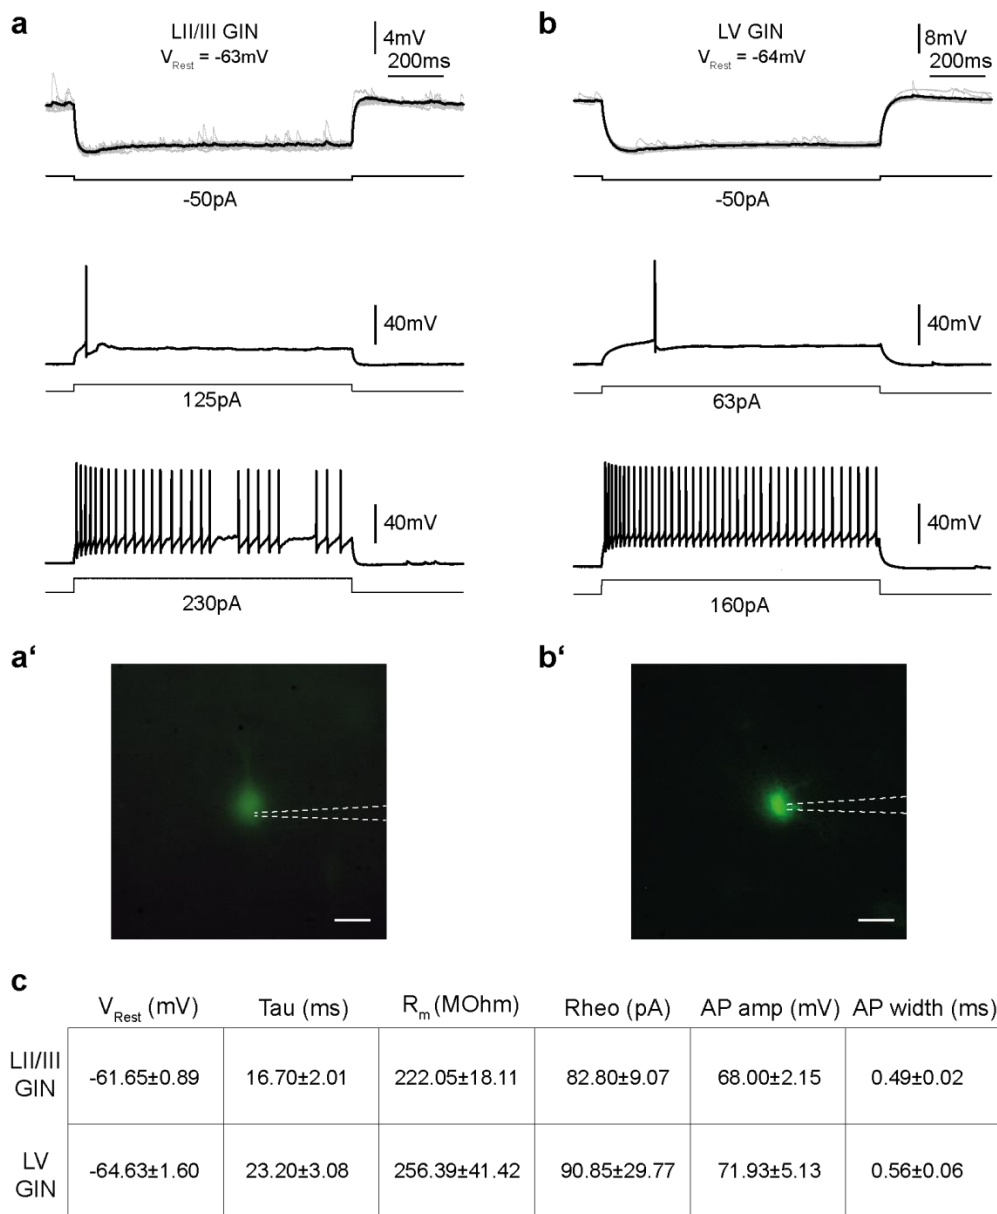 a
LII/III GIN
V_Rest = -63mV
4mV
200ms
-50pA
40mV
125pA
40mV
230pA
b
LV GIN
V_Rest = -64mV
8mV
200ms
-50pA
40mV
63pA
40mV
160pA
a‘
b‘
c
V_Rest (mV) Tau (ms) R_m (MOhm) Rheo (pA) AP amp (mV) AP width (ms)
LII/III GIN -61.65±0.89 16.70±2.01 222.05±18.11 82.80±9.07 68.00±2.15 0.49±0.02
LV GIN -64.63±1.60 23.20±3.08 256.39±41.42 90.85±29.77 71.93±5.13 0.56±0.06